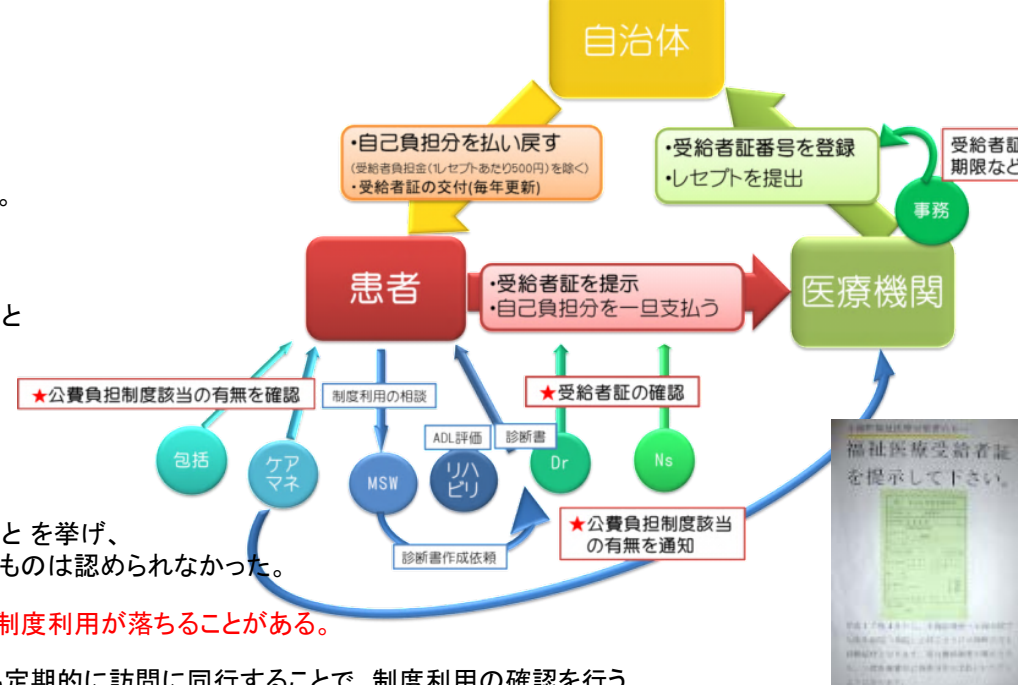 自治体
・自己負担分を払い戻す
(受給者負担金(1レセプトあたり500円)を除く)
・受給者証の交付(毎年更新)
・受給者証番号を登録
・レセプトを提出
受給者証
期限など
事務
。
患者
・受給者証を提示
・自己負担分を一旦支払う
医療機関
と
★公費負担制度該当の有無を確認
制度利用の相談
★受給者証の確認
ADL評価
診断書
包括
ケア
マネ
MSW
リハ
ビリ
Dr
Ns
福祉医療受給者証
を提示して下さい。
★公費負担制度該当
の有無を通知
診断書作成依頼
と を挙げ、
ものは認められなかった。
制度利用が落ちることがある。
定期的に訪問に同行することで、制度利用の確認を行う